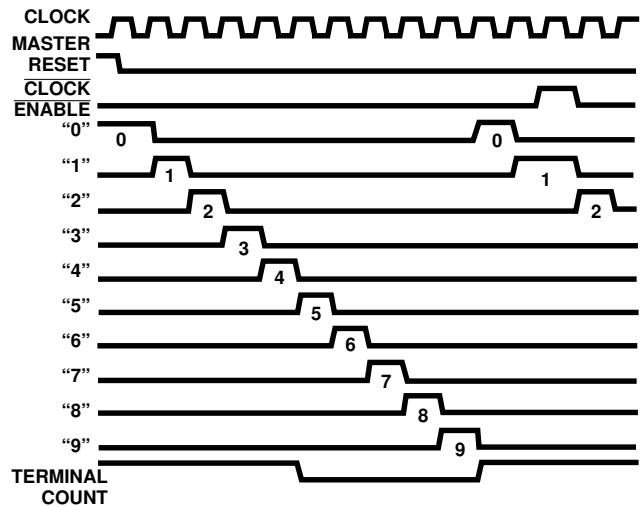 CLOCK
MASTER
RESET
CLOCK
ENABLE
“0” 0 0
“1” 1 1
“2” 2 2
“3” 3
“4” 4
“5” 5
“6” 6
“7” 7
“8” 8
“9” 9
TERMINAL
COUNT